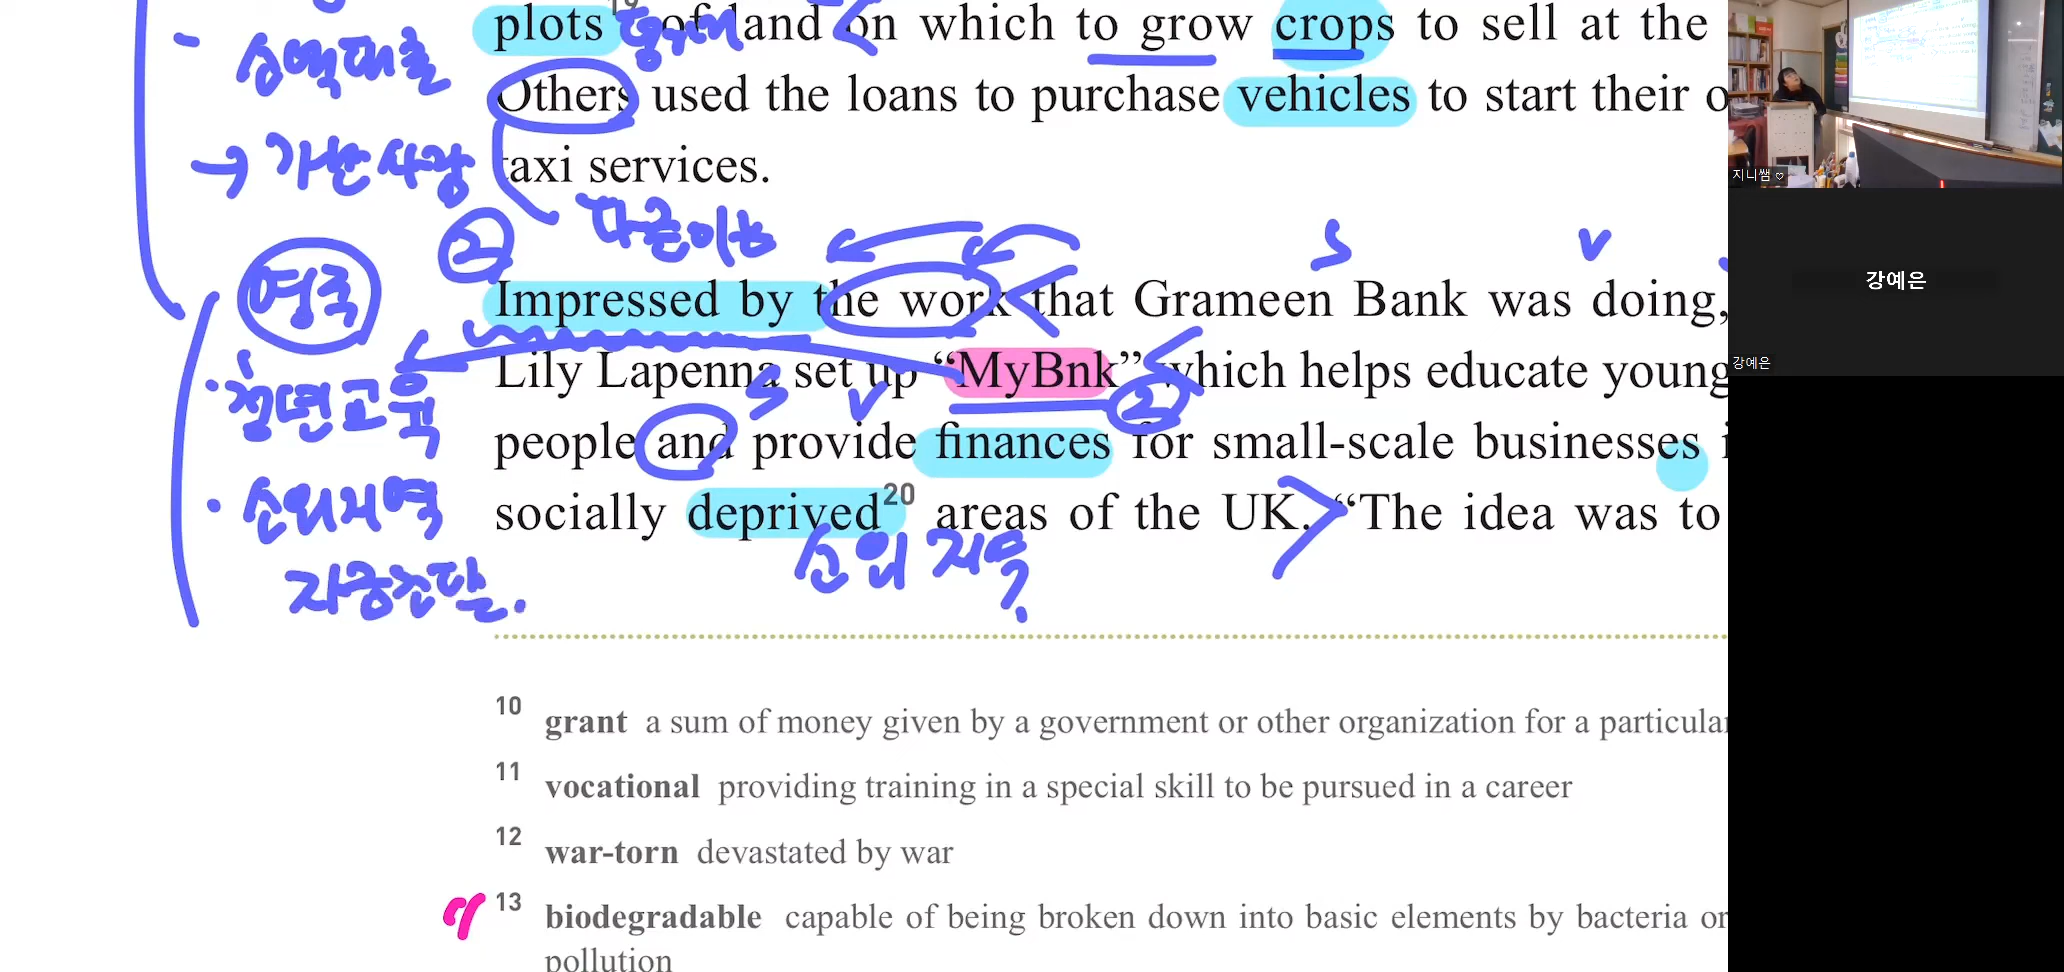 plots 19 of land on which to grow crops to sell at the
소액대출
Others used the loans to purchase vehicles to start their o
→ 가난 사람
taxi services.
다른이는
② S V
영국
Impressed by the work that Grameen Bank was doing,
Lily Lapenna set up “MyBnk” which helps educate young
S V ②
· 청년교육
people and provide finances for small-scale businesses i
· 소외지역
socially deprived20 areas of the UK. “The idea was to
소외 지역
자금조달.
10 grant a sum of money given by a government or other organization for a particular
11 vocational providing training in a special skill to be pursued in a career
12 war-torn devastated by war
13 biodegradable capable of being broken down into basic elements by bacteria or
pollution
지니쌤 ♡
강예은
강예은